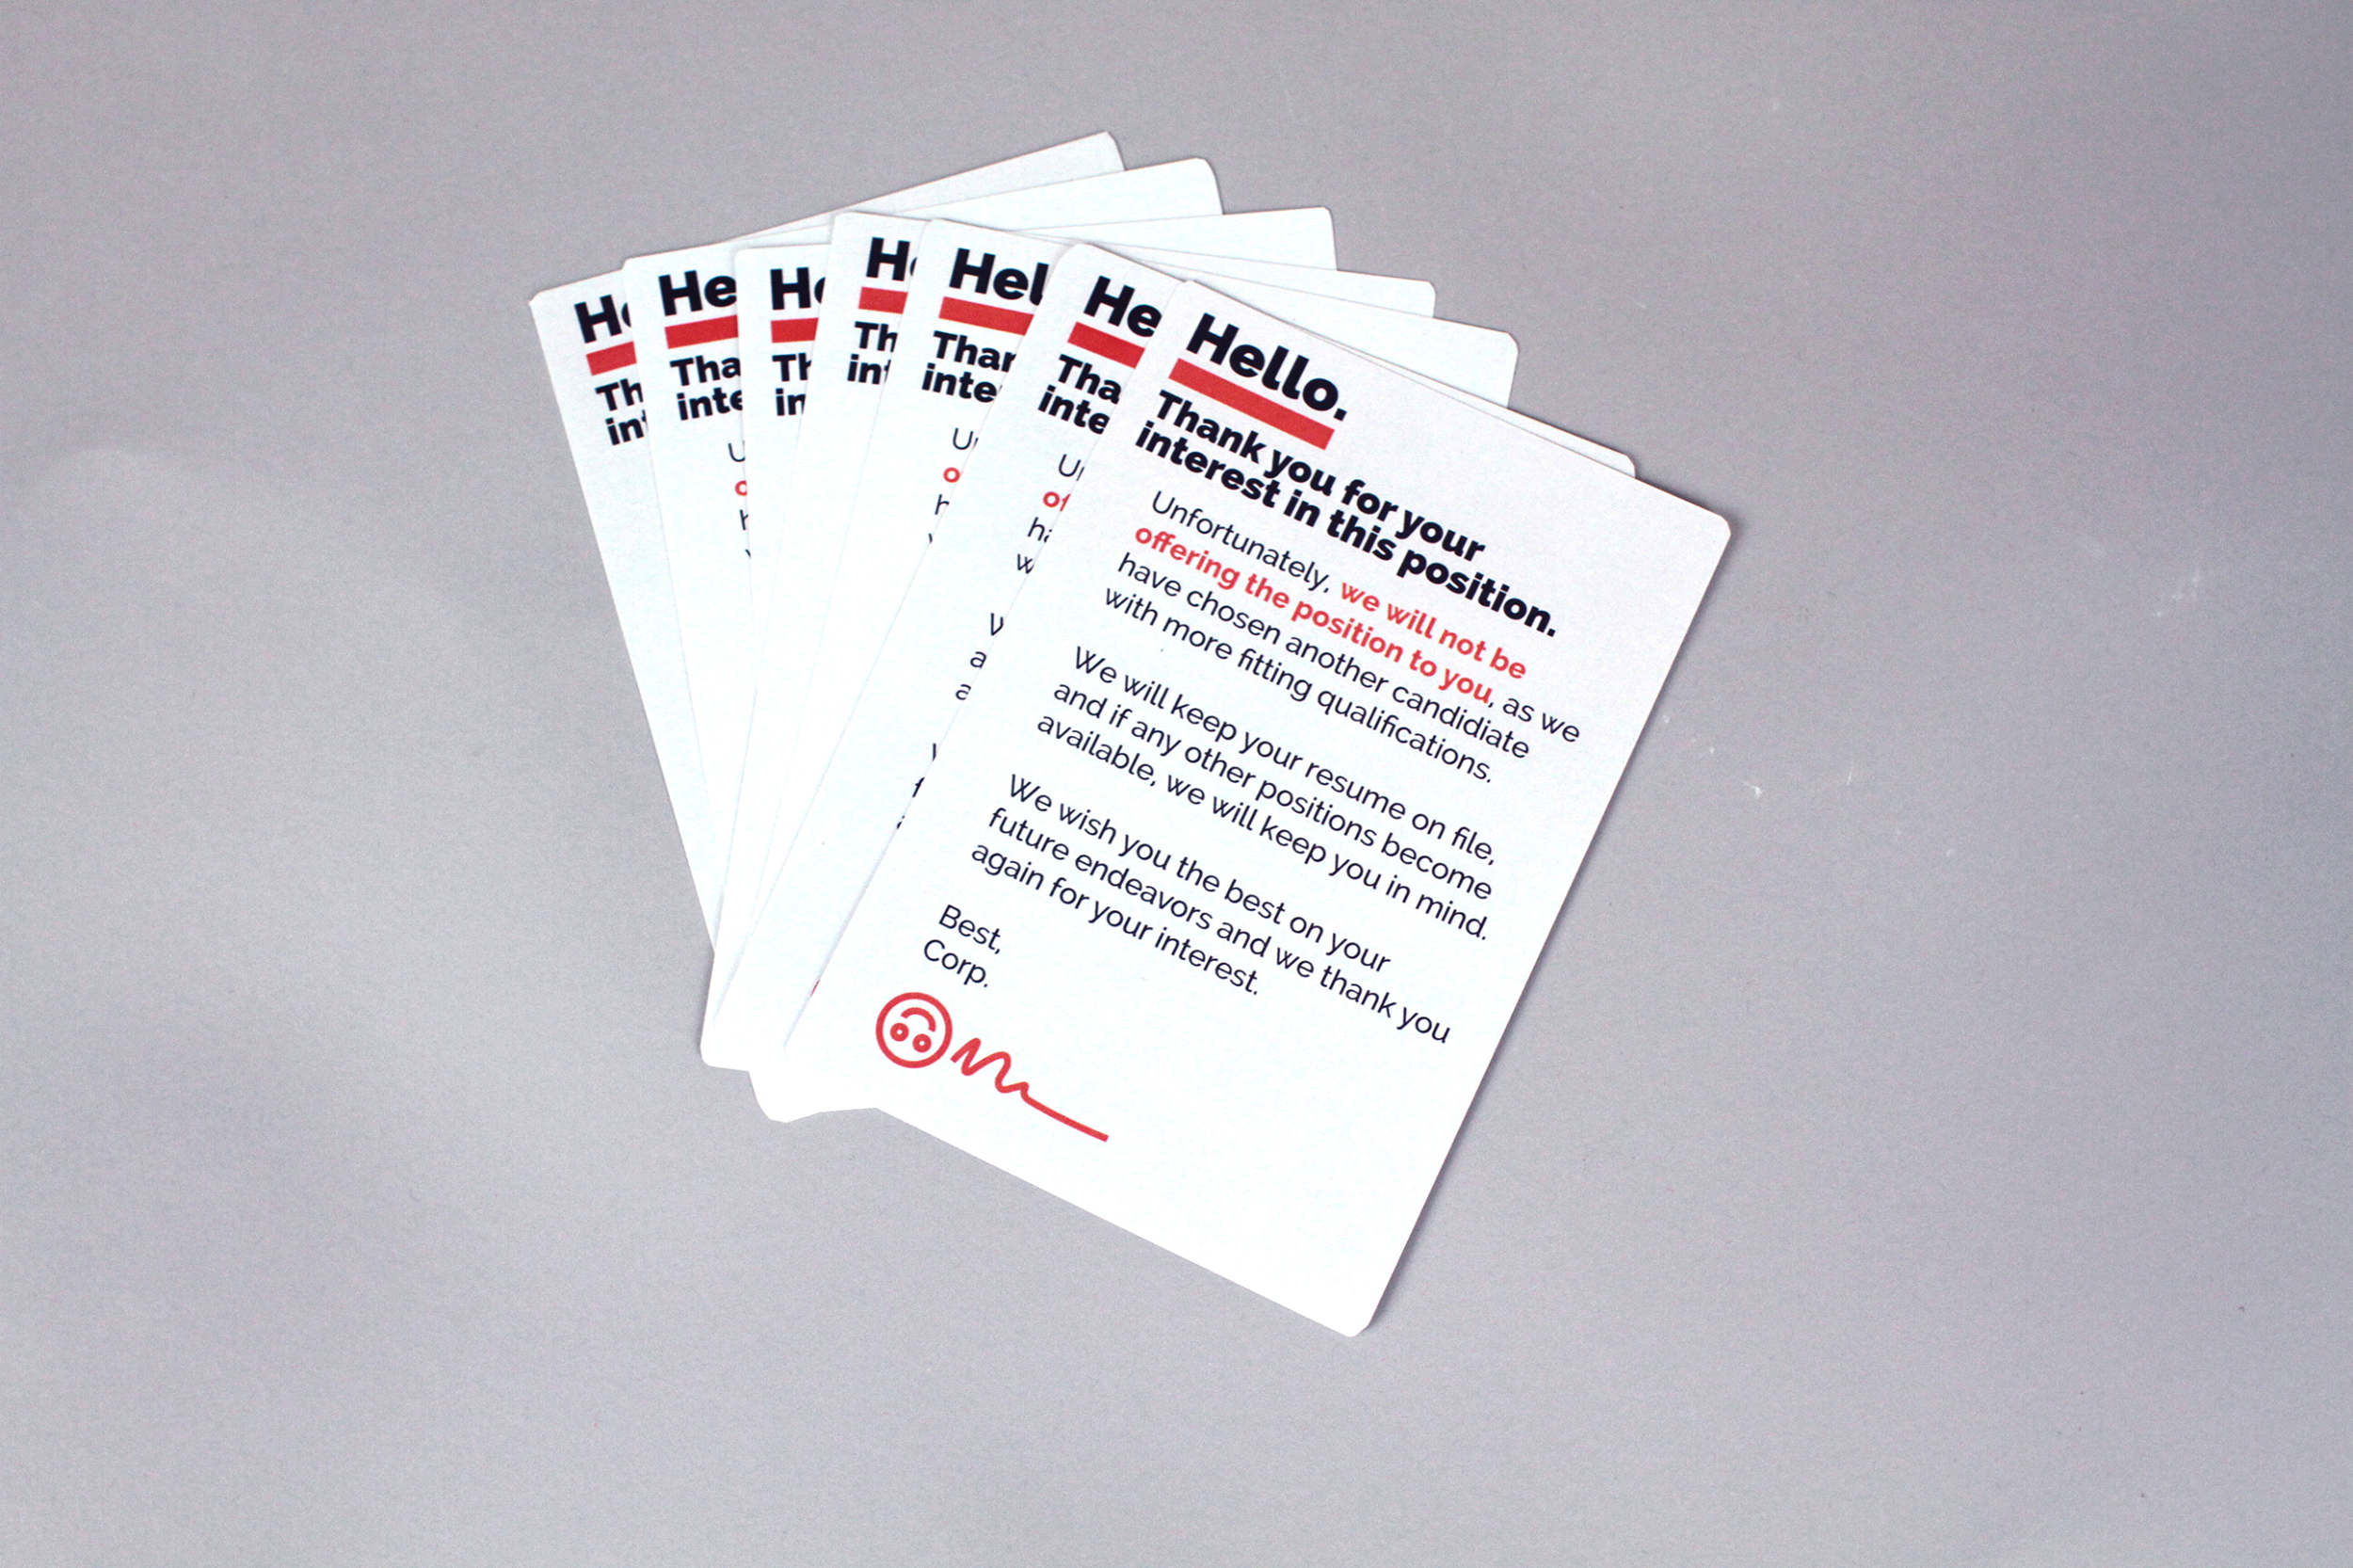 Hello.
Thank you for your
interest in this position.
Unfortunately, we will not be
offering the position to you, as we
have chosen another candidiate
with more fitting qualifications.
We will keep your resume on file,
and if any other positions become
available, we will keep you in mind.
We wish you the best on your
future endeavors and we thank you
again for your interest.
Best,
Corp.